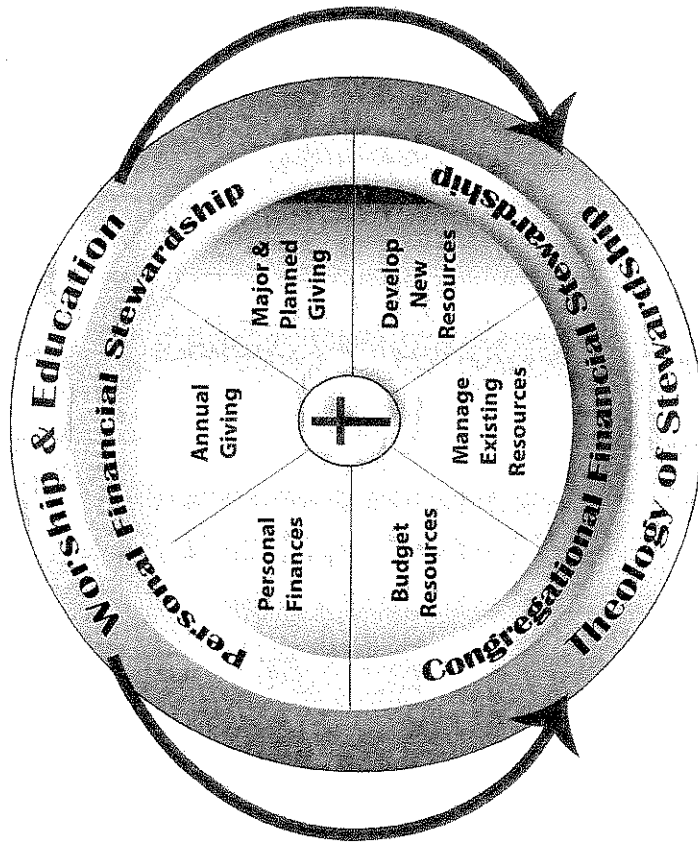 Worship & Education
Personal Financial Stewardship
Personal
Finances
Annual
Giving
Major &
Planned
Giving
Budget
Resources
Manage
Existing
Resources
Develop
New
Resources
Congregational Financial Stewardship
Theology of Stewardship